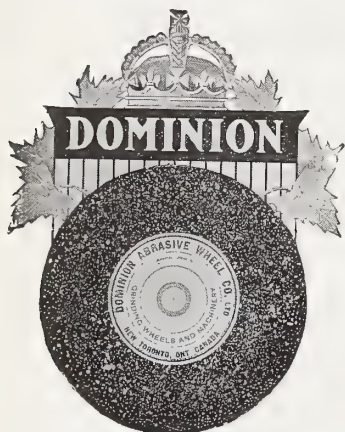 DOMINION
DOMINION ABRASIVE WHEEL CO. LTD
GRINDING WHEELS AND MACHINERY
NEW TORONTO, ONT. CANADA